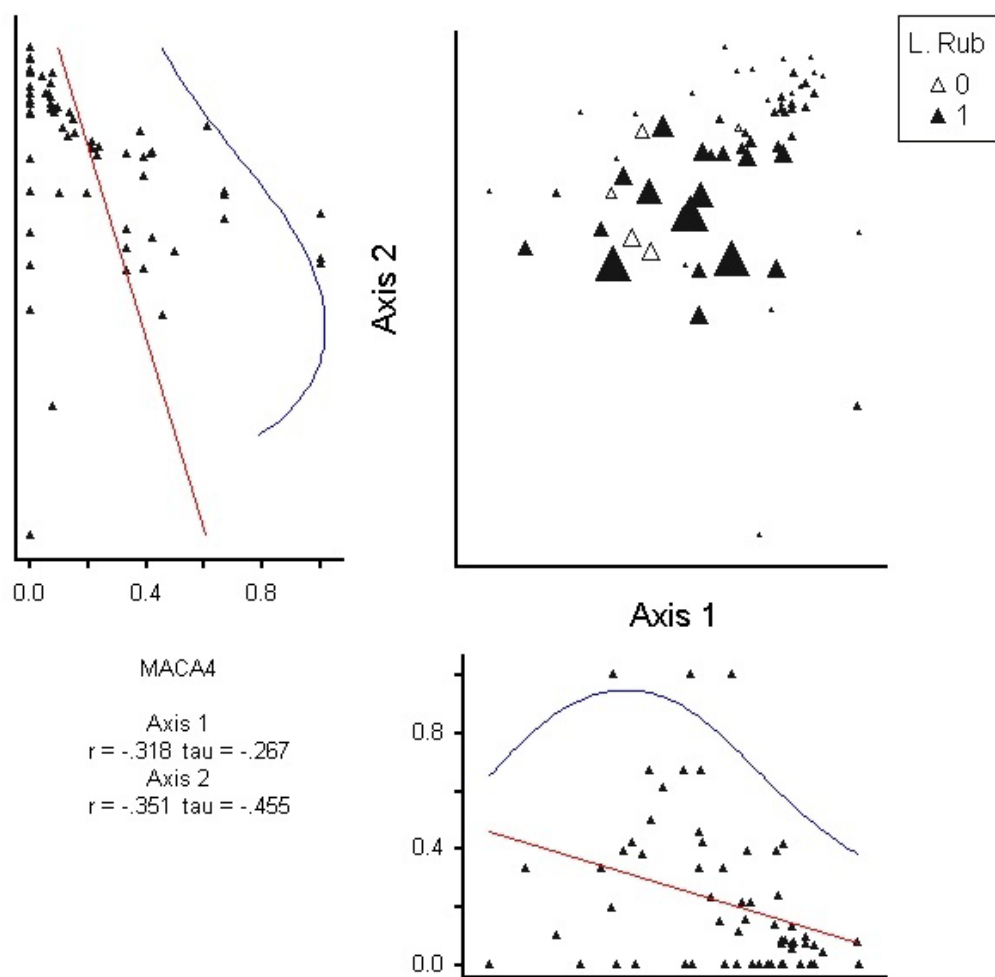 L. Rub
0
1
Axis 2
0.0 0.4 0.8
Axis 1
MACA4
Axis 1
r = -.318 tau = -.267
Axis 2
r = -.351 tau = -.455
0.8
0.4
0.0